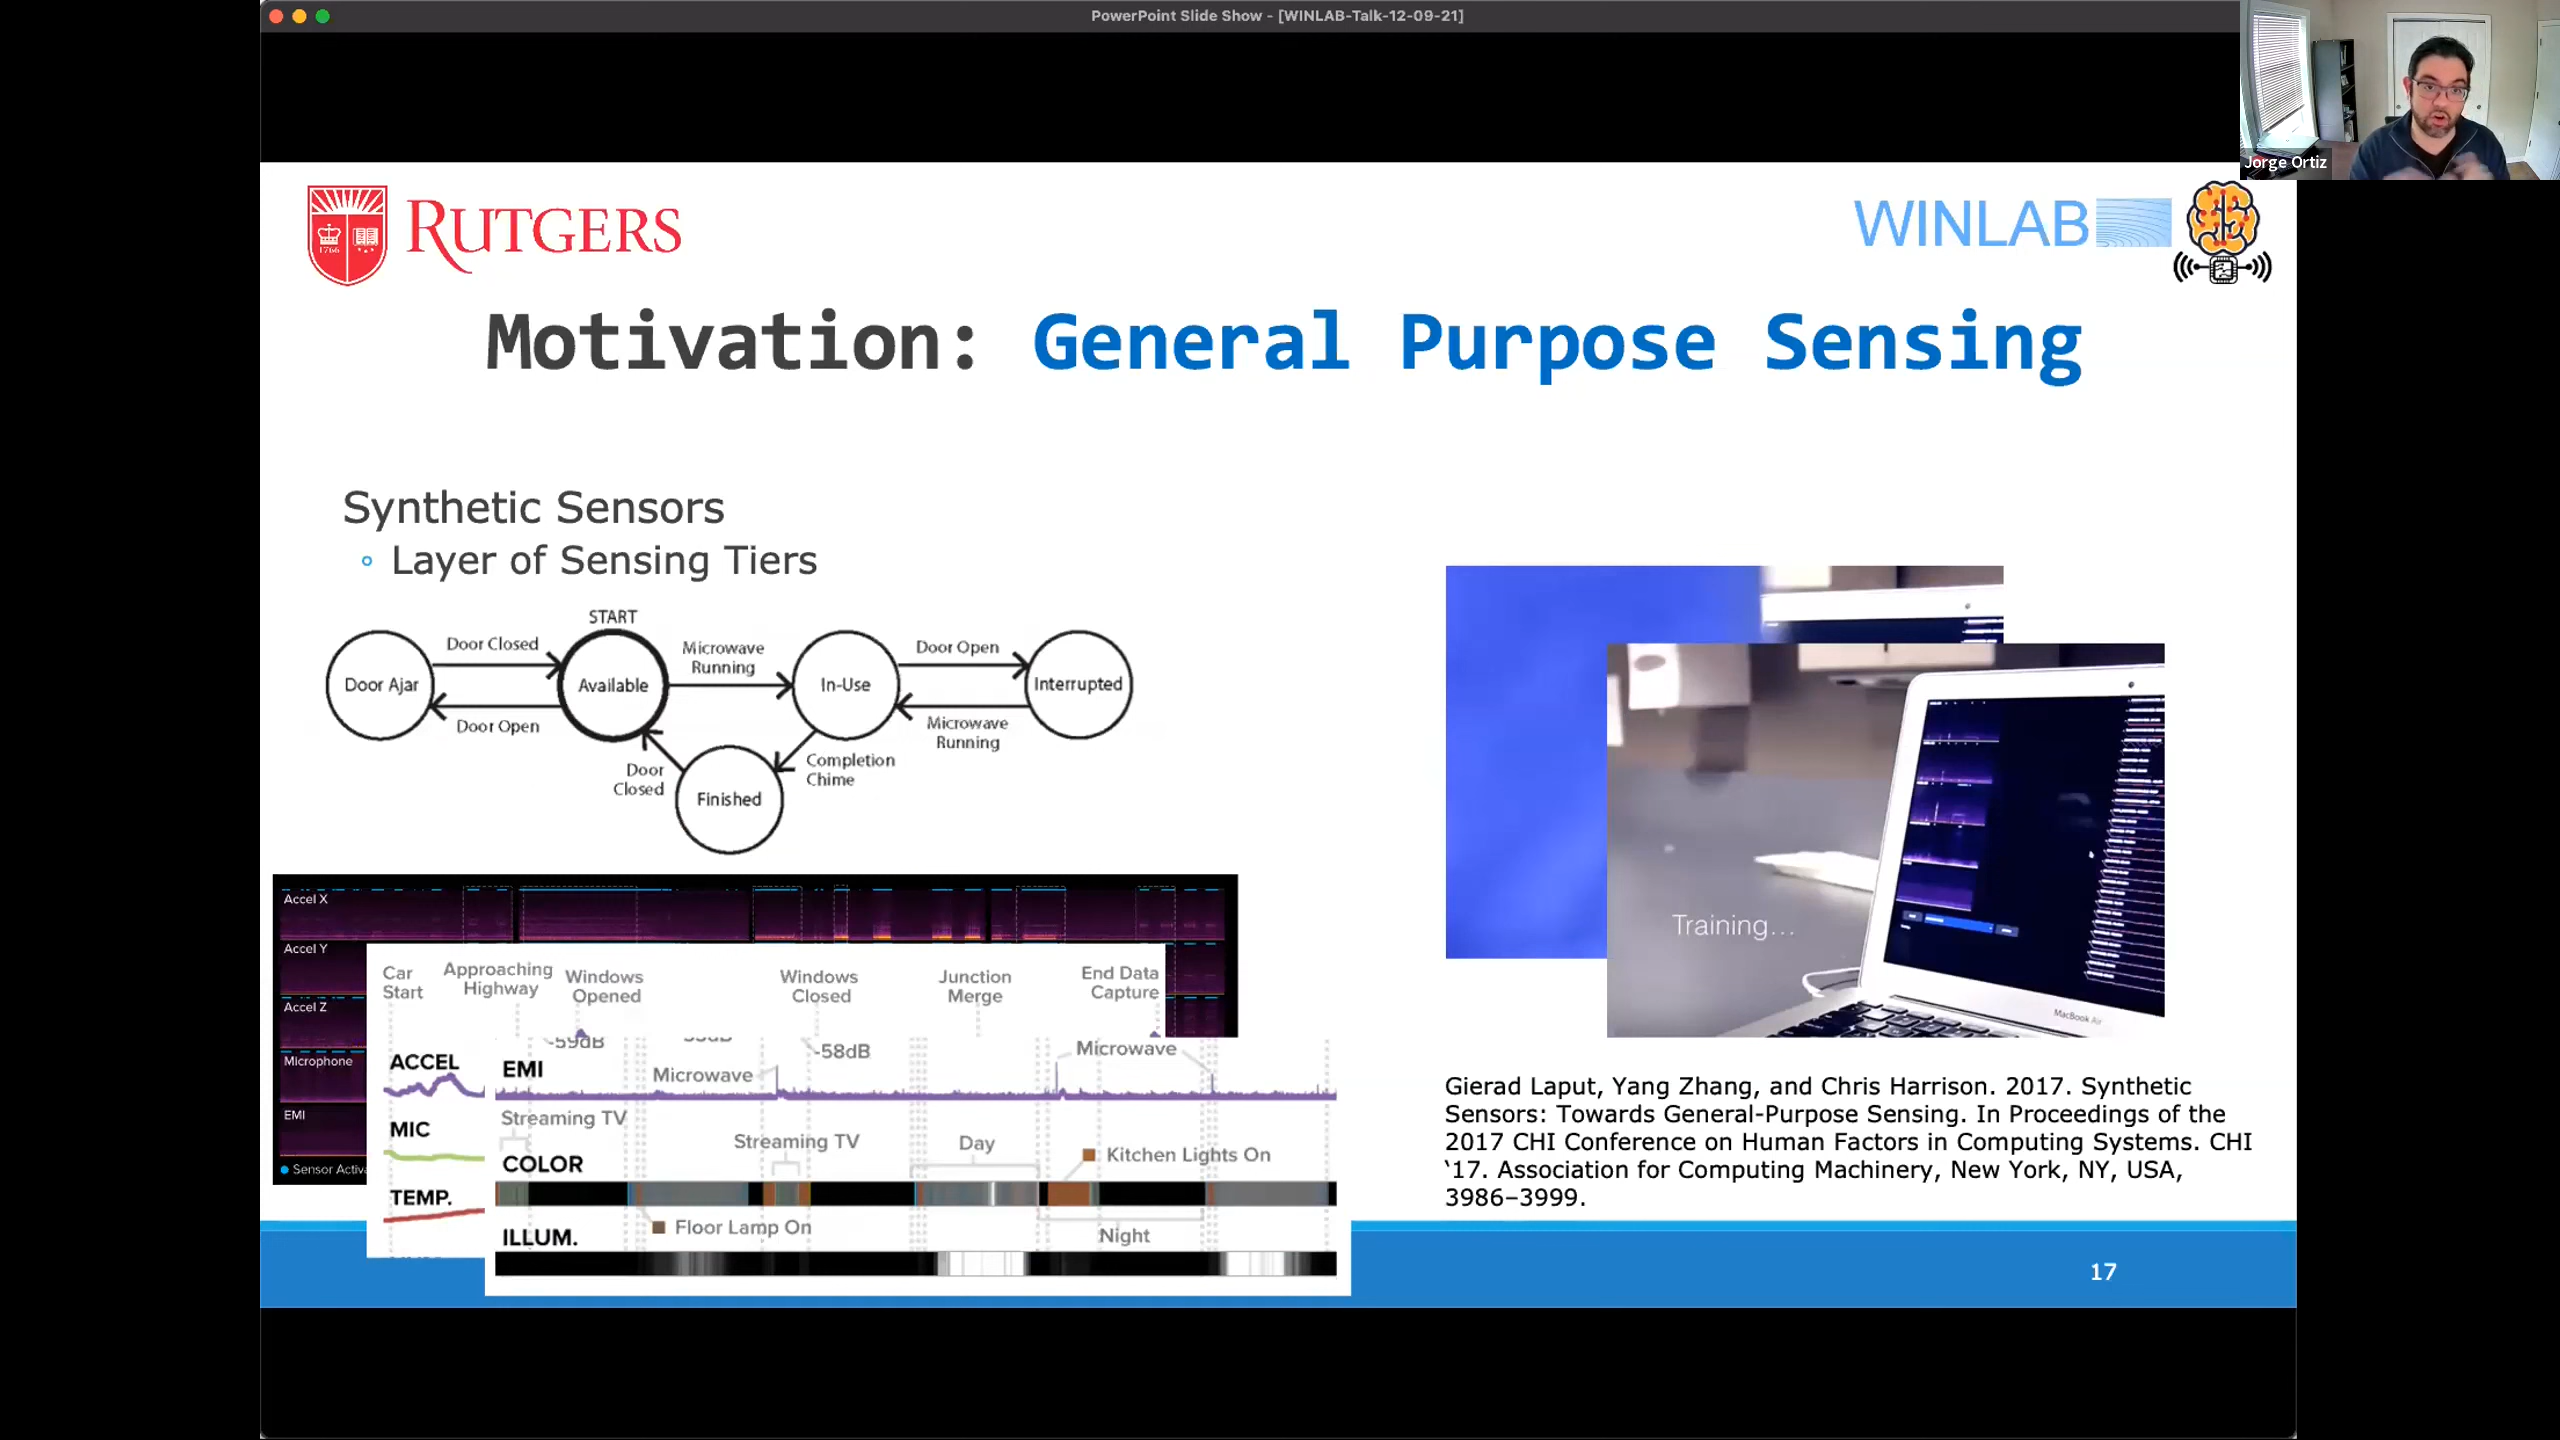 PowerPoint Slide Show - [WINLAB-Talk-12-09-21]
Jorge Ortiz
1766
RUTGERS
WINLAB
Motivation: General Purpose Sensing
Synthetic Sensors
Layer of Sensing Tiers
START
Door Ajar
Door Closed
Door Open
Available
Microwave
Running
In-Use
Door Open
Microwave
Running
Interrupted
Door
Closed
Finished
Completion
Chime
Accel X
Accel Y
Accel Z
Microphone
EMI
Sensor
Car
Start
Approaching
Highway
Windows
Opened
Windows
Closed
Junction
Merge
End Data
Capture
ACCEL
MIC
TEMP.
EMI
-59dB
-58dB
Microwave
Microwave
Streaming TV
Streaming TV
Day
Kitchen Lights On
COLOR
Floor Lamp On
Night
ILLUM.
Training...
MacBook Air
Gierad Laput, Yang Zhang, and Chris Harrison. 2017. Synthetic
Sensors: Towards General-Purpose Sensing. In Proceedings of the
2017 CHI Conference on Human Factors in Computing Systems. CHI
‘17. Association for Computing Machinery, New York, NY, USA,
3986–3999.
17